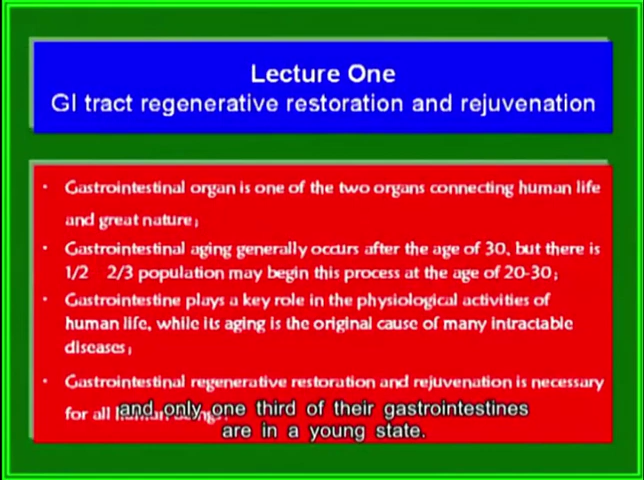 Lecture One
GI tract regenerative restoration and rejuvenation
• Gastrointestinal organ is one of the two organs connecting human life
and great nature;
• Gastrointestinal aging generally occurs after the age of 30, but there is
1/2 2/3 population may begin this process at the age of 20-30;
• Gastrointestine plays a key role in the physiological activities of
human life, while its aging is the original cause of many intractable
diseases;
• Gastrointestinal regenerative restoration and rejuvenation is necessary
for all
and only one third of their gastrointestines
are in a young state.